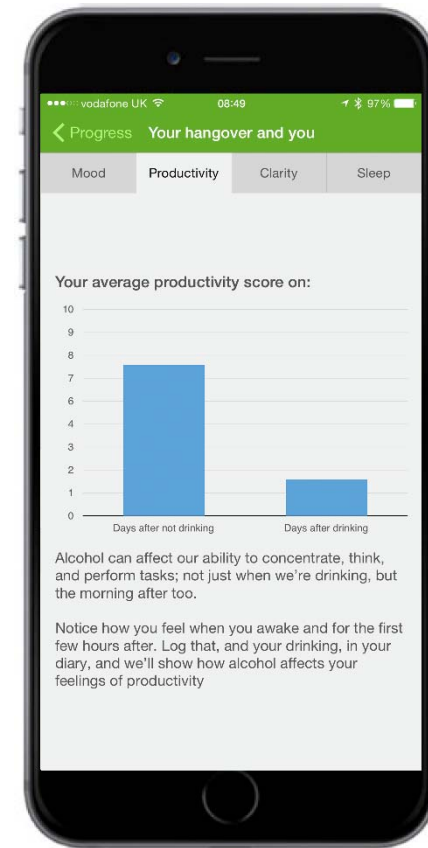 vodafone UK 08:49 97%
Progress Your hangover and you
Mood Productivity Clarity Sleep
Your average productivity score on:
10
9
8
7
6
4
3
2
1
0
Days after not drinking Days after drinking
Alcohol can affect our ability to concentrate, think,
and perform tasks; not just when we're drinking, but
the morning after too.
Notice how you feel when you awake and for the first
few hours after. Log that, and your drinking, in your
diary, and we'll show how alcohol affects your
feelings of productivity